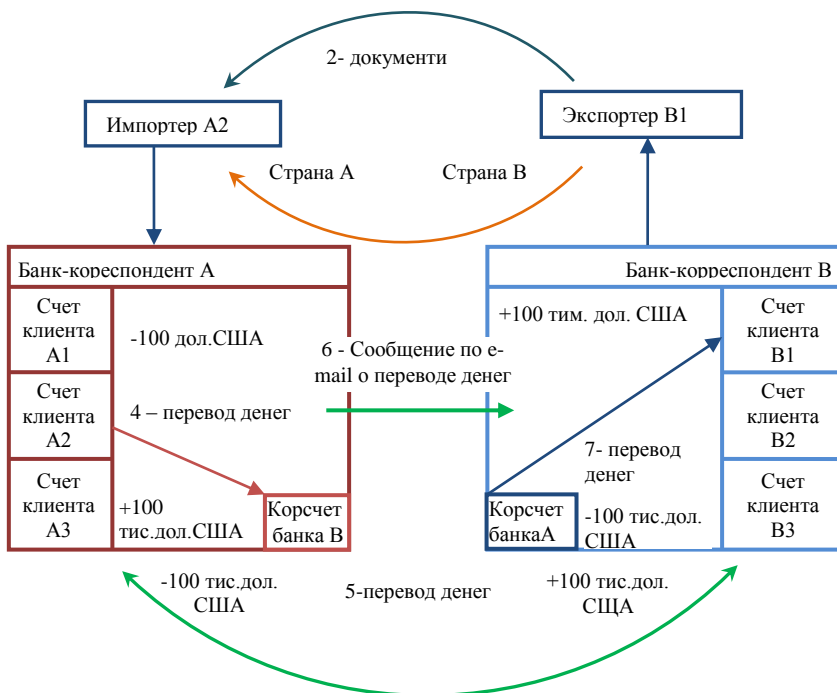 2- документи
Импортер А2
Экспортер В1
Страна А
Страна В
Банк-кореспондент А
Банк-корреспондент В
Счет
клиента
А1
-100 дол.США
Счет
клиента
А2
4 – перевод денег
Счет
клиента
А3
+100
тис.дол.США
Корсчет
банка В
6 - Сообщение по e-
mail о переводе денег
+100 тим. дол. США
Счет
клиента
В1
Счет
клиента
В2
7- перевод
денег
Корсчет
банкаА
-100 тис.дол.
США
Счет
клиента
В3
-100 тис.дол.
США
5-перевод денег
+100 тис.дол.
СЩА